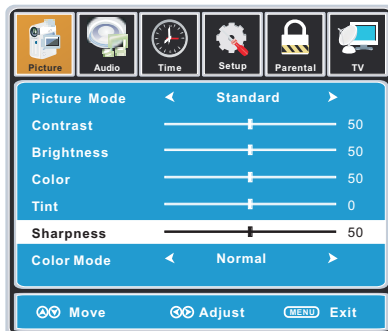 Picture Audio Time Setup Parental TV
Picture Mode Standard
Contrast 50
Brightness 50
Color 50
Tint 0
Sharpness 50
Color Mode Normal
Move Adjust MENU Exit